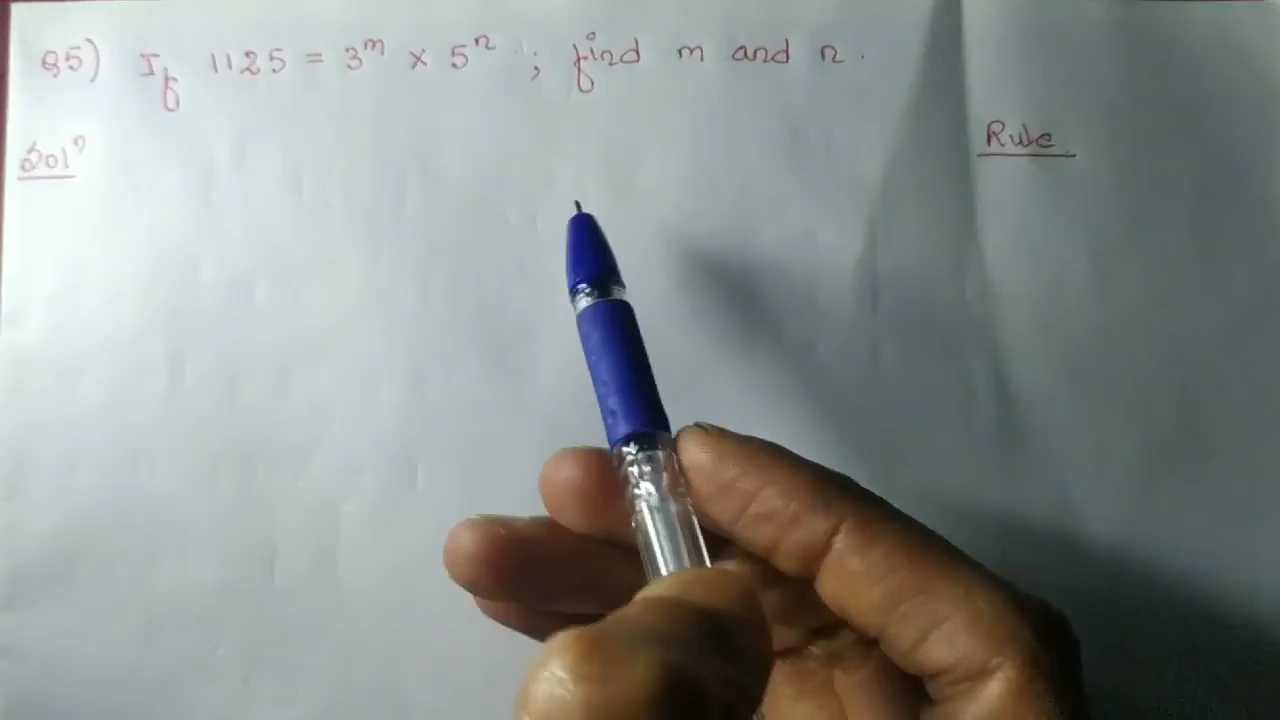 Q5) If 1125 = 3^m × 5^n ; find m and n.
Rule
Sol^n